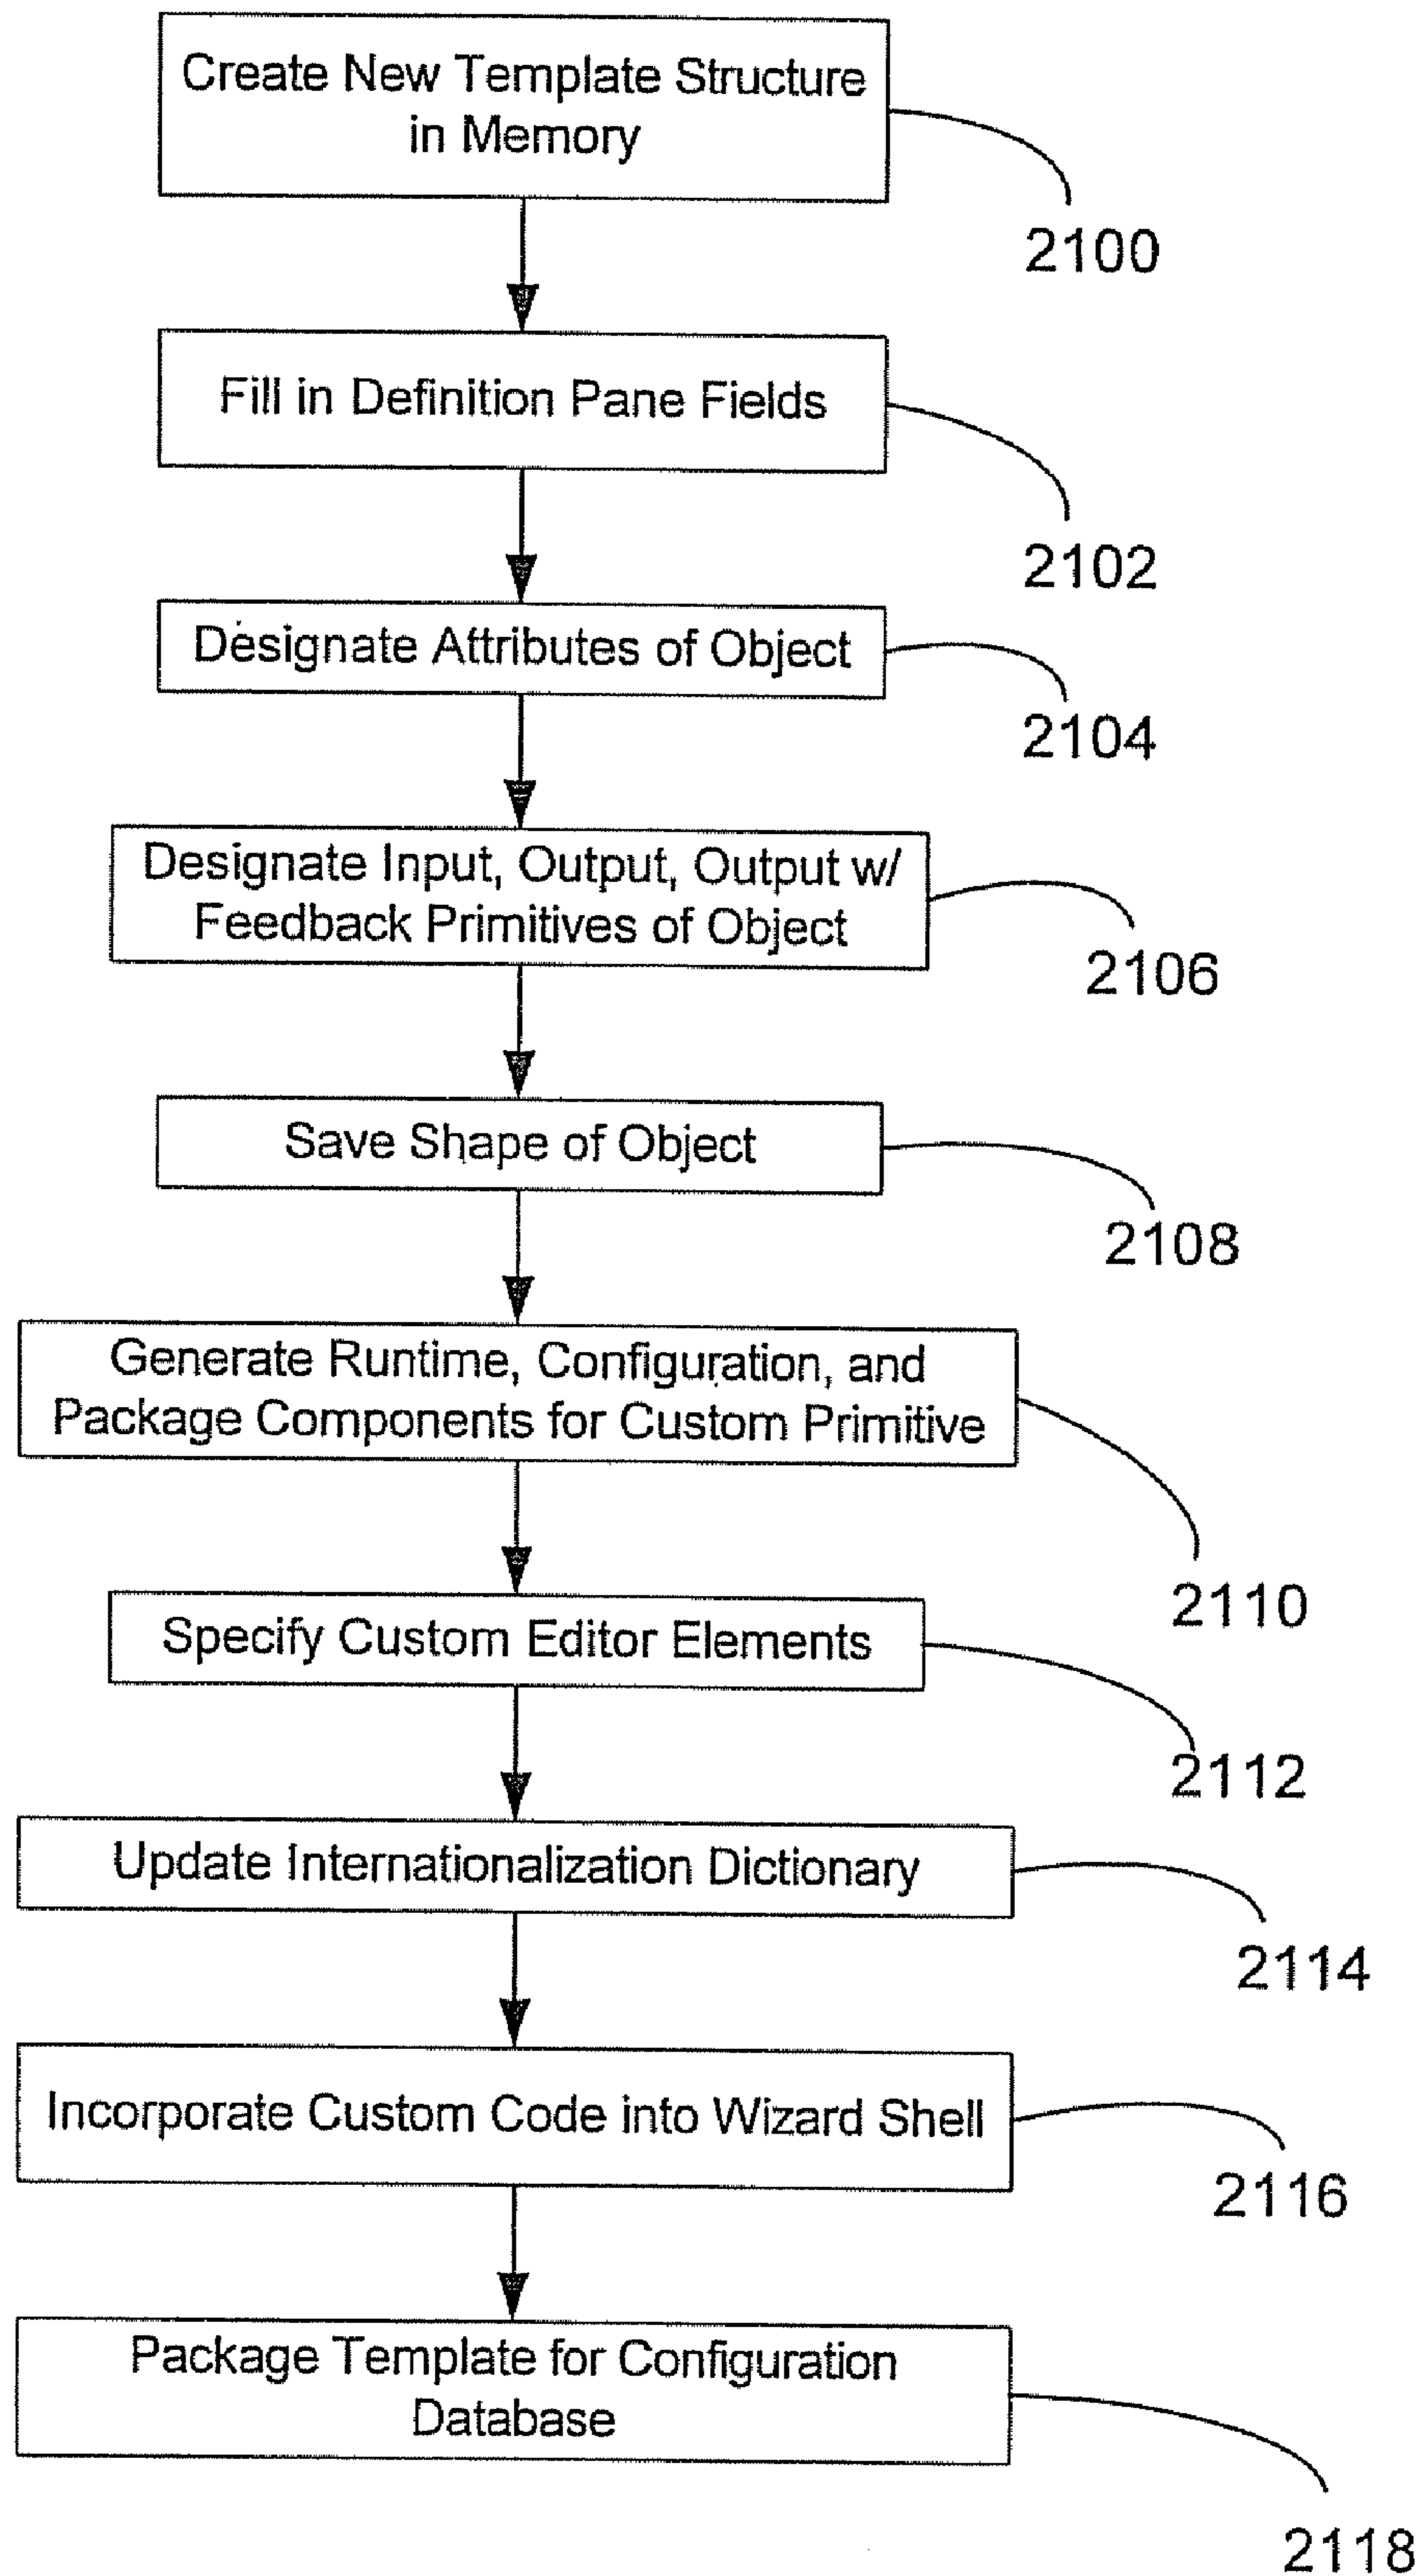 Create New Template Structure
in Memory
2100
Fill in Definition Pane Fields
2102
Designate Attributes of Object
2104
Designate Input, Output, Output w/
Feedback Primitives of Object
2106
Save Shape of Object
2108
Generate Runtime, Configuration, and
Package Components for Custom Primitive
2110
Specify Custom Editor Elements
2112
Update Internationalization Dictionary
2114
Incorporate Custom Code into Wizard Shell
2116
Package Template for Configuration
Database
2118